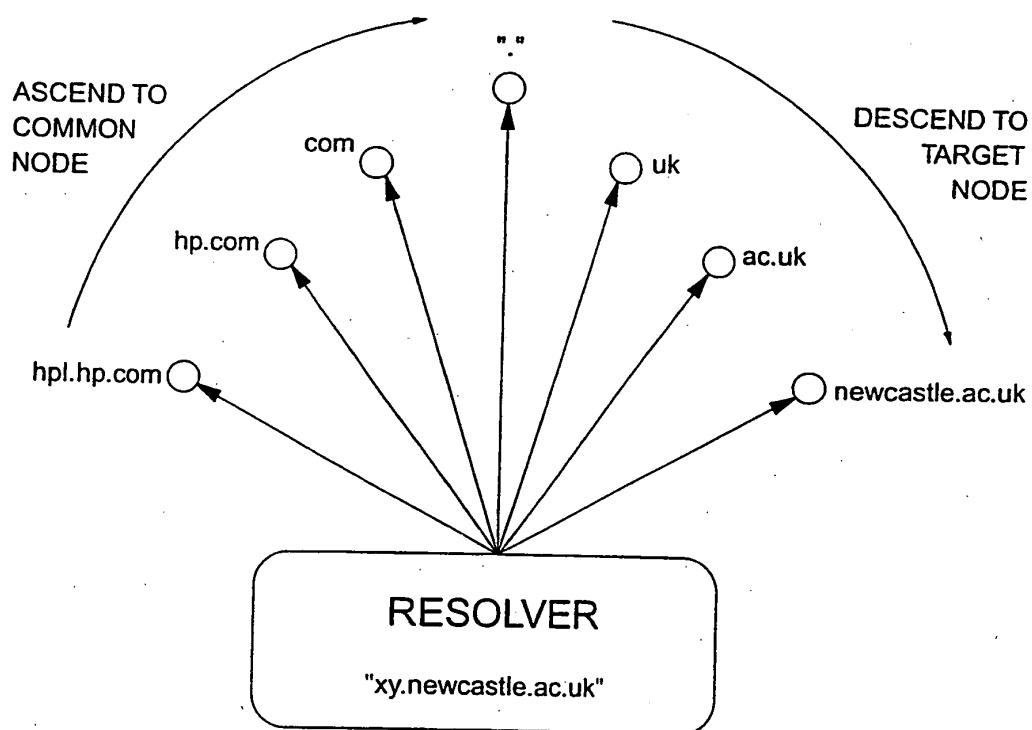 "."
ASCEND TO
COMMON
NODE
DESCEND TO
TARGET
NODE
com
uk
hp.com
ac.uk
hpl.hp.com
newcastle.ac.uk
RESOLVER
"xy.newcastle.ac.uk"